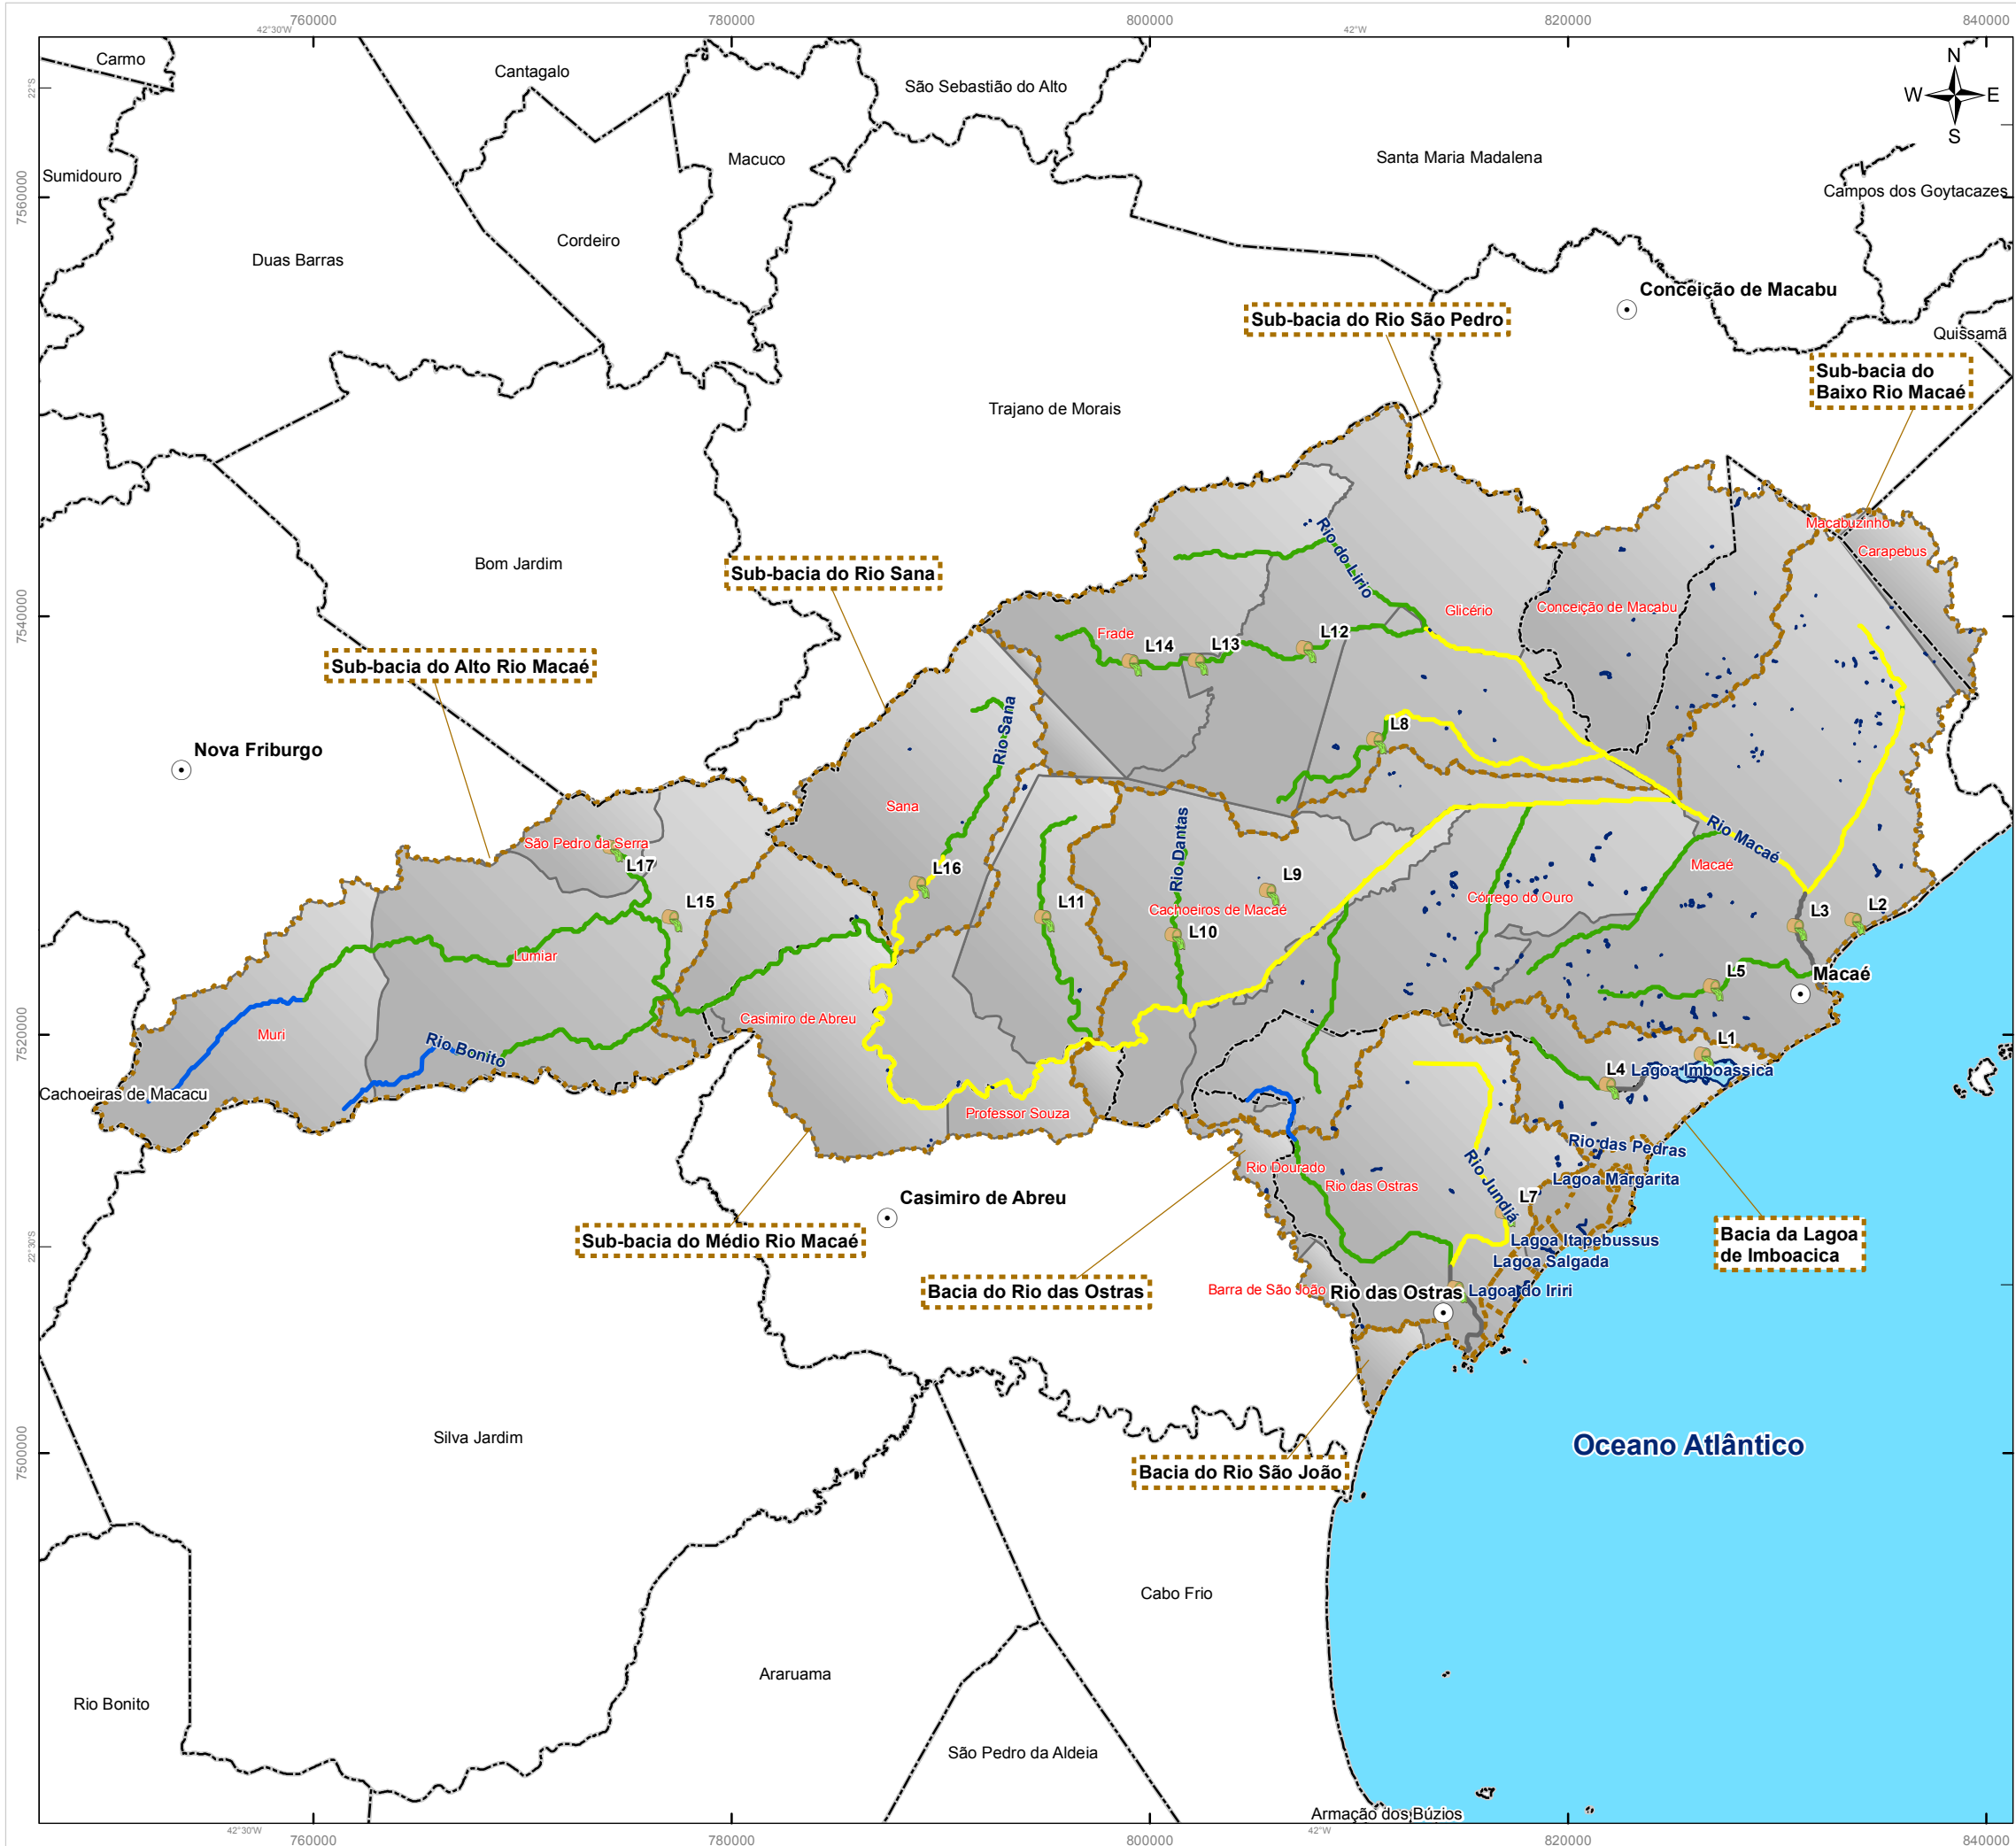 760000
780000
800000
820000
840000
42°30'W
42°W
22°S
7560000
7540000
7520000
22°30'S
7500000
N
W
E
S
Carmo
Cantagalo
São Sebastião do Alto
Macuco
Santa Maria Madalena
Sumidouro
Campos dos Goytacazes
Cordeiro
Duas Barras
Conceição de Macabu
Sub-bacia do Rio São Pedro
Quissamã
Sub-bacia do
Baixo Rio Macaé
Trajano de Morais
Macabuzinho
Carapebus
Rio do Lírio
Bom Jardim
Sub-bacia do Rio Sana
Glicério
Conceição de Macabu
Frade
L14
L13
L12
Sub-bacia do Alto Rio Macaé
Rio Sana
L8
Nova Friburgo
Sana
Rio Macaé
São Pedro da Serra
L17
Rio Dantas
Macaé
L16
L9
Córrego do Ouro
L15
L11
Cachoeiros de Macaé
L10
L3
L2
Lumiar
L5
Macaé
Casimiro de Abreu
Muri
Rio Bonito
L1
L4
Lagoa Imboassica
Cachoeiras de Macacu
Professor Souza
Rio das Pedras
Rio Dourado
Rio das Ostras
Rio Jundiá
Lagoa Margarita
L7
Casimiro de Abreu
Sub-bacia do Médio Rio Macaé
Lagoa Itapebussus
Bacia da Lagoa
de Imboacica
Lagoa Salgada
Bacia do Rio das Ostras
Barra de São João
Rio das Ostras
Lagoa do Iriri
Silva Jardim
Oceano Atlântico
Bacia do Rio São João
Cabo Frio
Araruama
Rio Bonito
São Pedro da Aldeia
Armação dos Búzios
42°30'W
42°W
760000
780000
800000
820000
840000